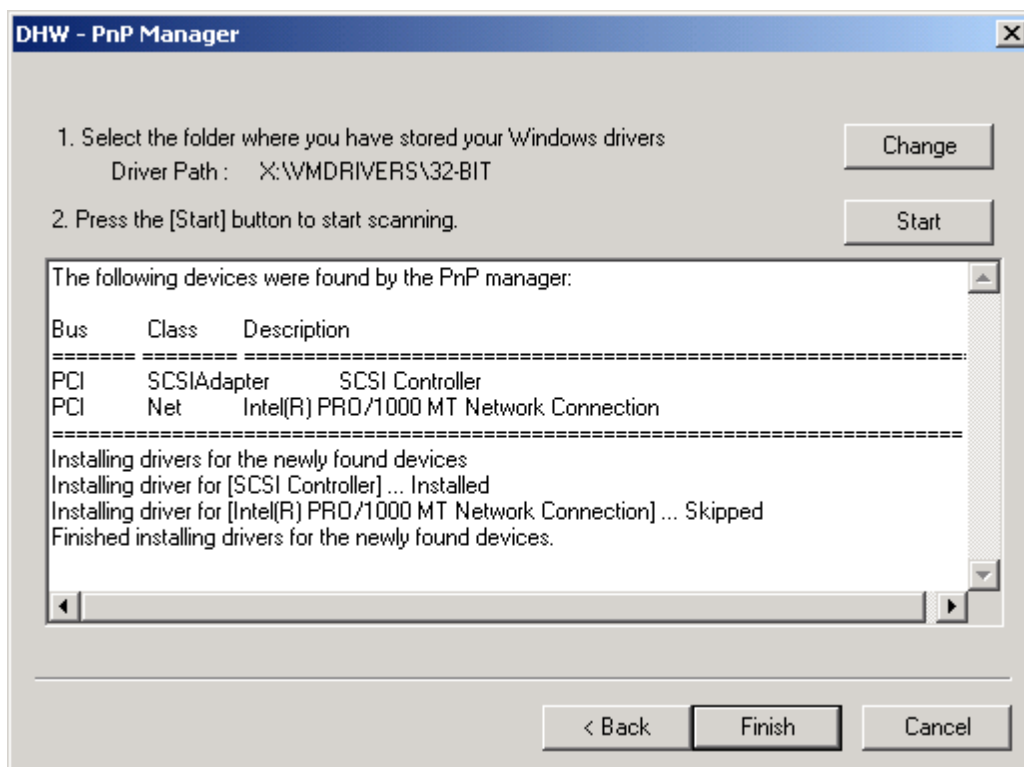 DHW - PnP Manager
1. Select the folder where you have stored your Windows drivers
Change
Driver Path : X:\VMDRIVERS\32-BIT
2. Press the [Start] button to start scanning.
Start
The following devices were found by the PnP manager:
Bus Class Description
======= ======== =============================================================
PCI SCSIAdapter SCSI Controller
PCI Net Intel(R) PRO/1000 MT Network Connection
============================================================================
Installing drivers for the newly found devices
Installing driver for [SCSI Controller] ... Installed
Installing driver for [Intel(R) PRO/1000 MT Network Connection] ... Skipped
Finished installing drivers for the newly found devices.
< Back
Finish
Cancel